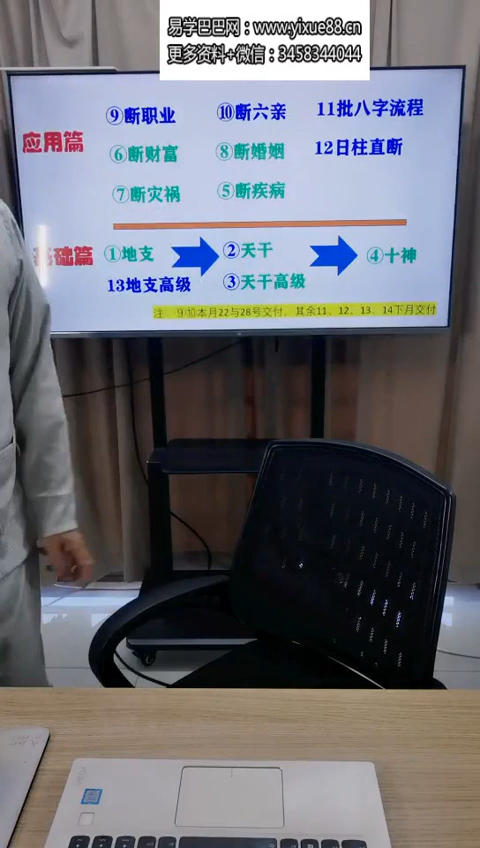 易学巴巴网：www.yixue88.cn
更多资料+微信：3458344044
应用篇
⑨断职业 ⑩断六亲 11批八字流程
⑥断财富 ⑧断婚姻 12日柱直断
⑦断灾祸 ⑤断疾病
基础篇
①地支 ②天干 ④十神
13地支高级 ③天干高级
注：⑨⑩本月22与28号交付，其余11、12、13、14下月交付